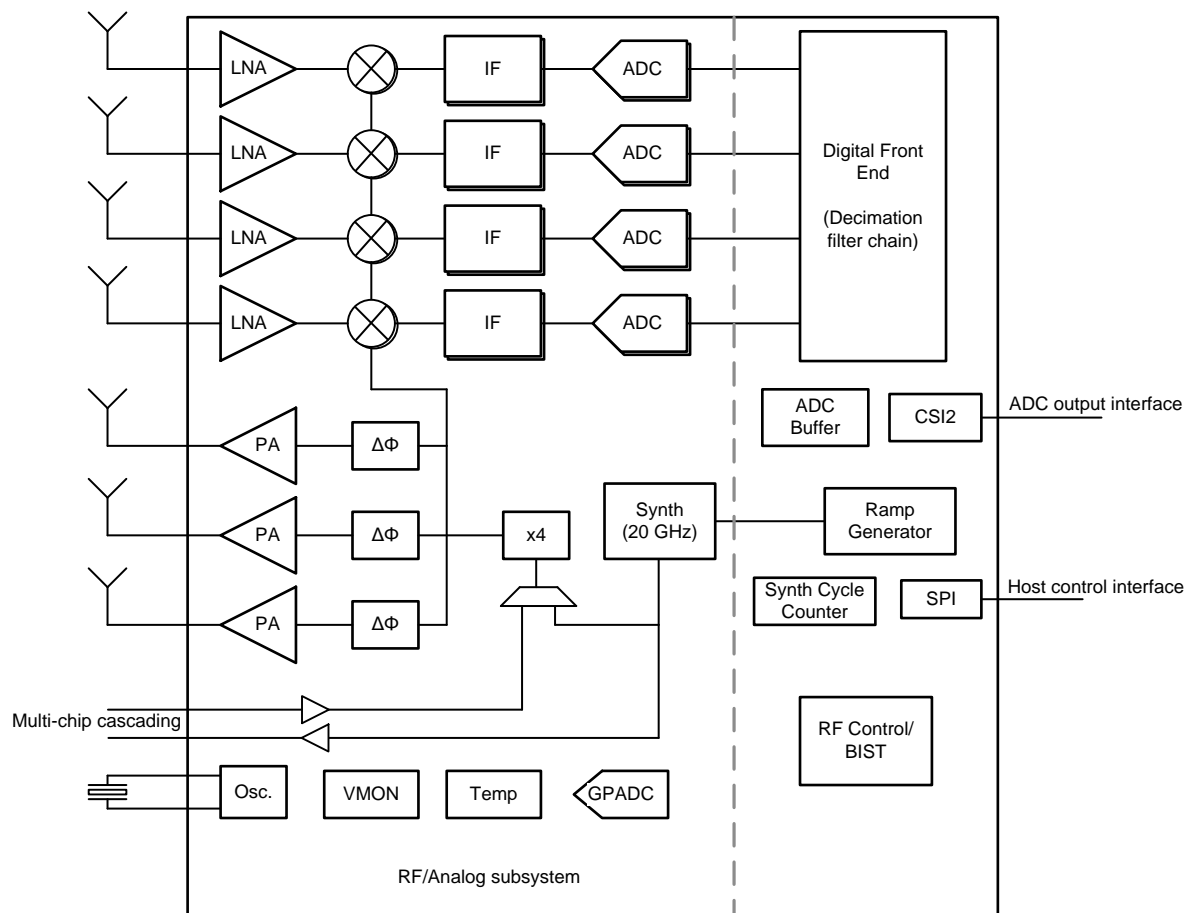 LNA
IF
ADC
LNA
IF
ADC
LNA
IF
ADC
LNA
IF
ADC
Digital Front
End
(Decimation
filter chain)
PA
ΔΦ
ADC
Buffer
CSI2
ADC output interface
PA
ΔΦ
x4
Synth
(20 GHz)
Ramp
Generator
PA
ΔΦ
Synth Cycle
Counter
SPI
Host control interface
Multi-chip cascading
RF Control/
BIST
Osc.
VMON
Temp
GPADC
RF/Analog subsystem